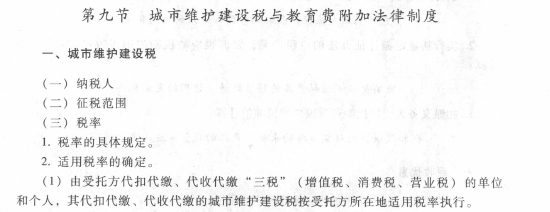 第九节 城市维护建设税与教育费附加法律制度
一、城市维护建设税
（一）纳税人
（二）征税范围
（三）税率
1. 税率的具体规定。
2. 适用税率的确定。
（1）由受托方代扣代缴、代收代缴“三税”（增值税、消费税、营业税）的单位
和个人，其代扣代缴、代收代缴的城市维护建设税按受托方所在地适用税率执行。